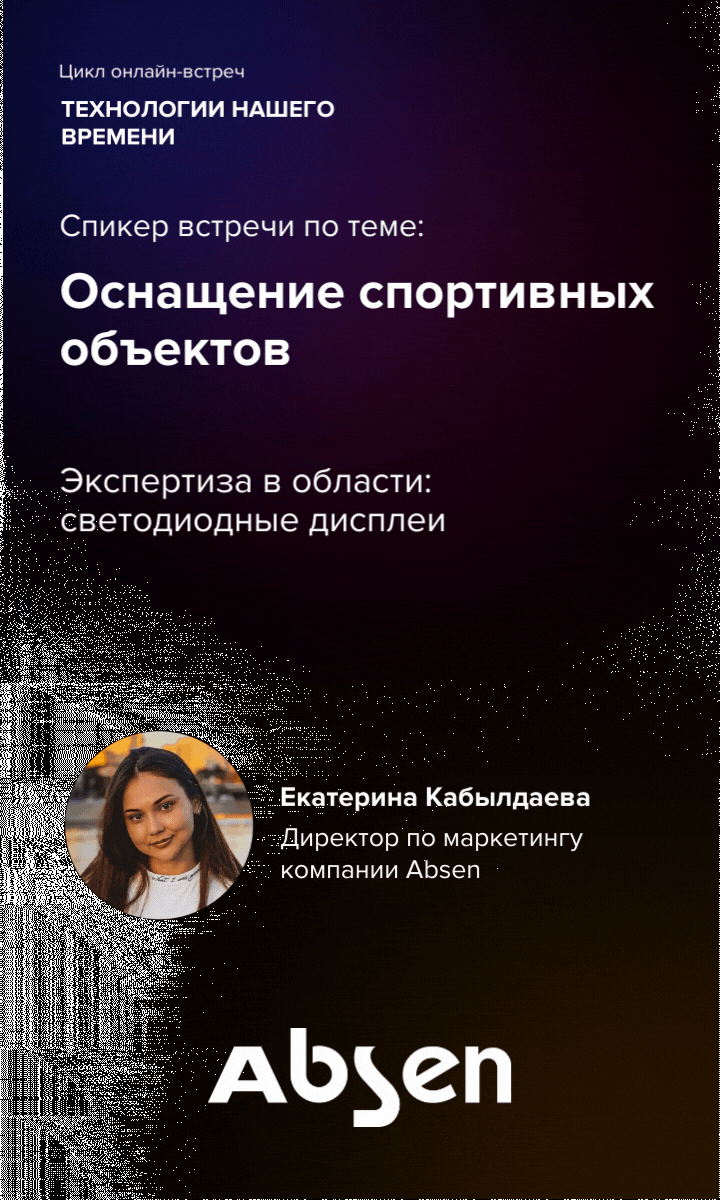 Цикл онлайн-встреч
ТЕХНОЛОГИИ НАШЕГО
ВРЕМЕНИ
Спикер встречи по теме:
Оснащение спортивных
объектов
Экспертиза в области:
светодиодные дисплеи
Екатерина Кабылдаева
Директор по маркетингу
компании Absen
Absen